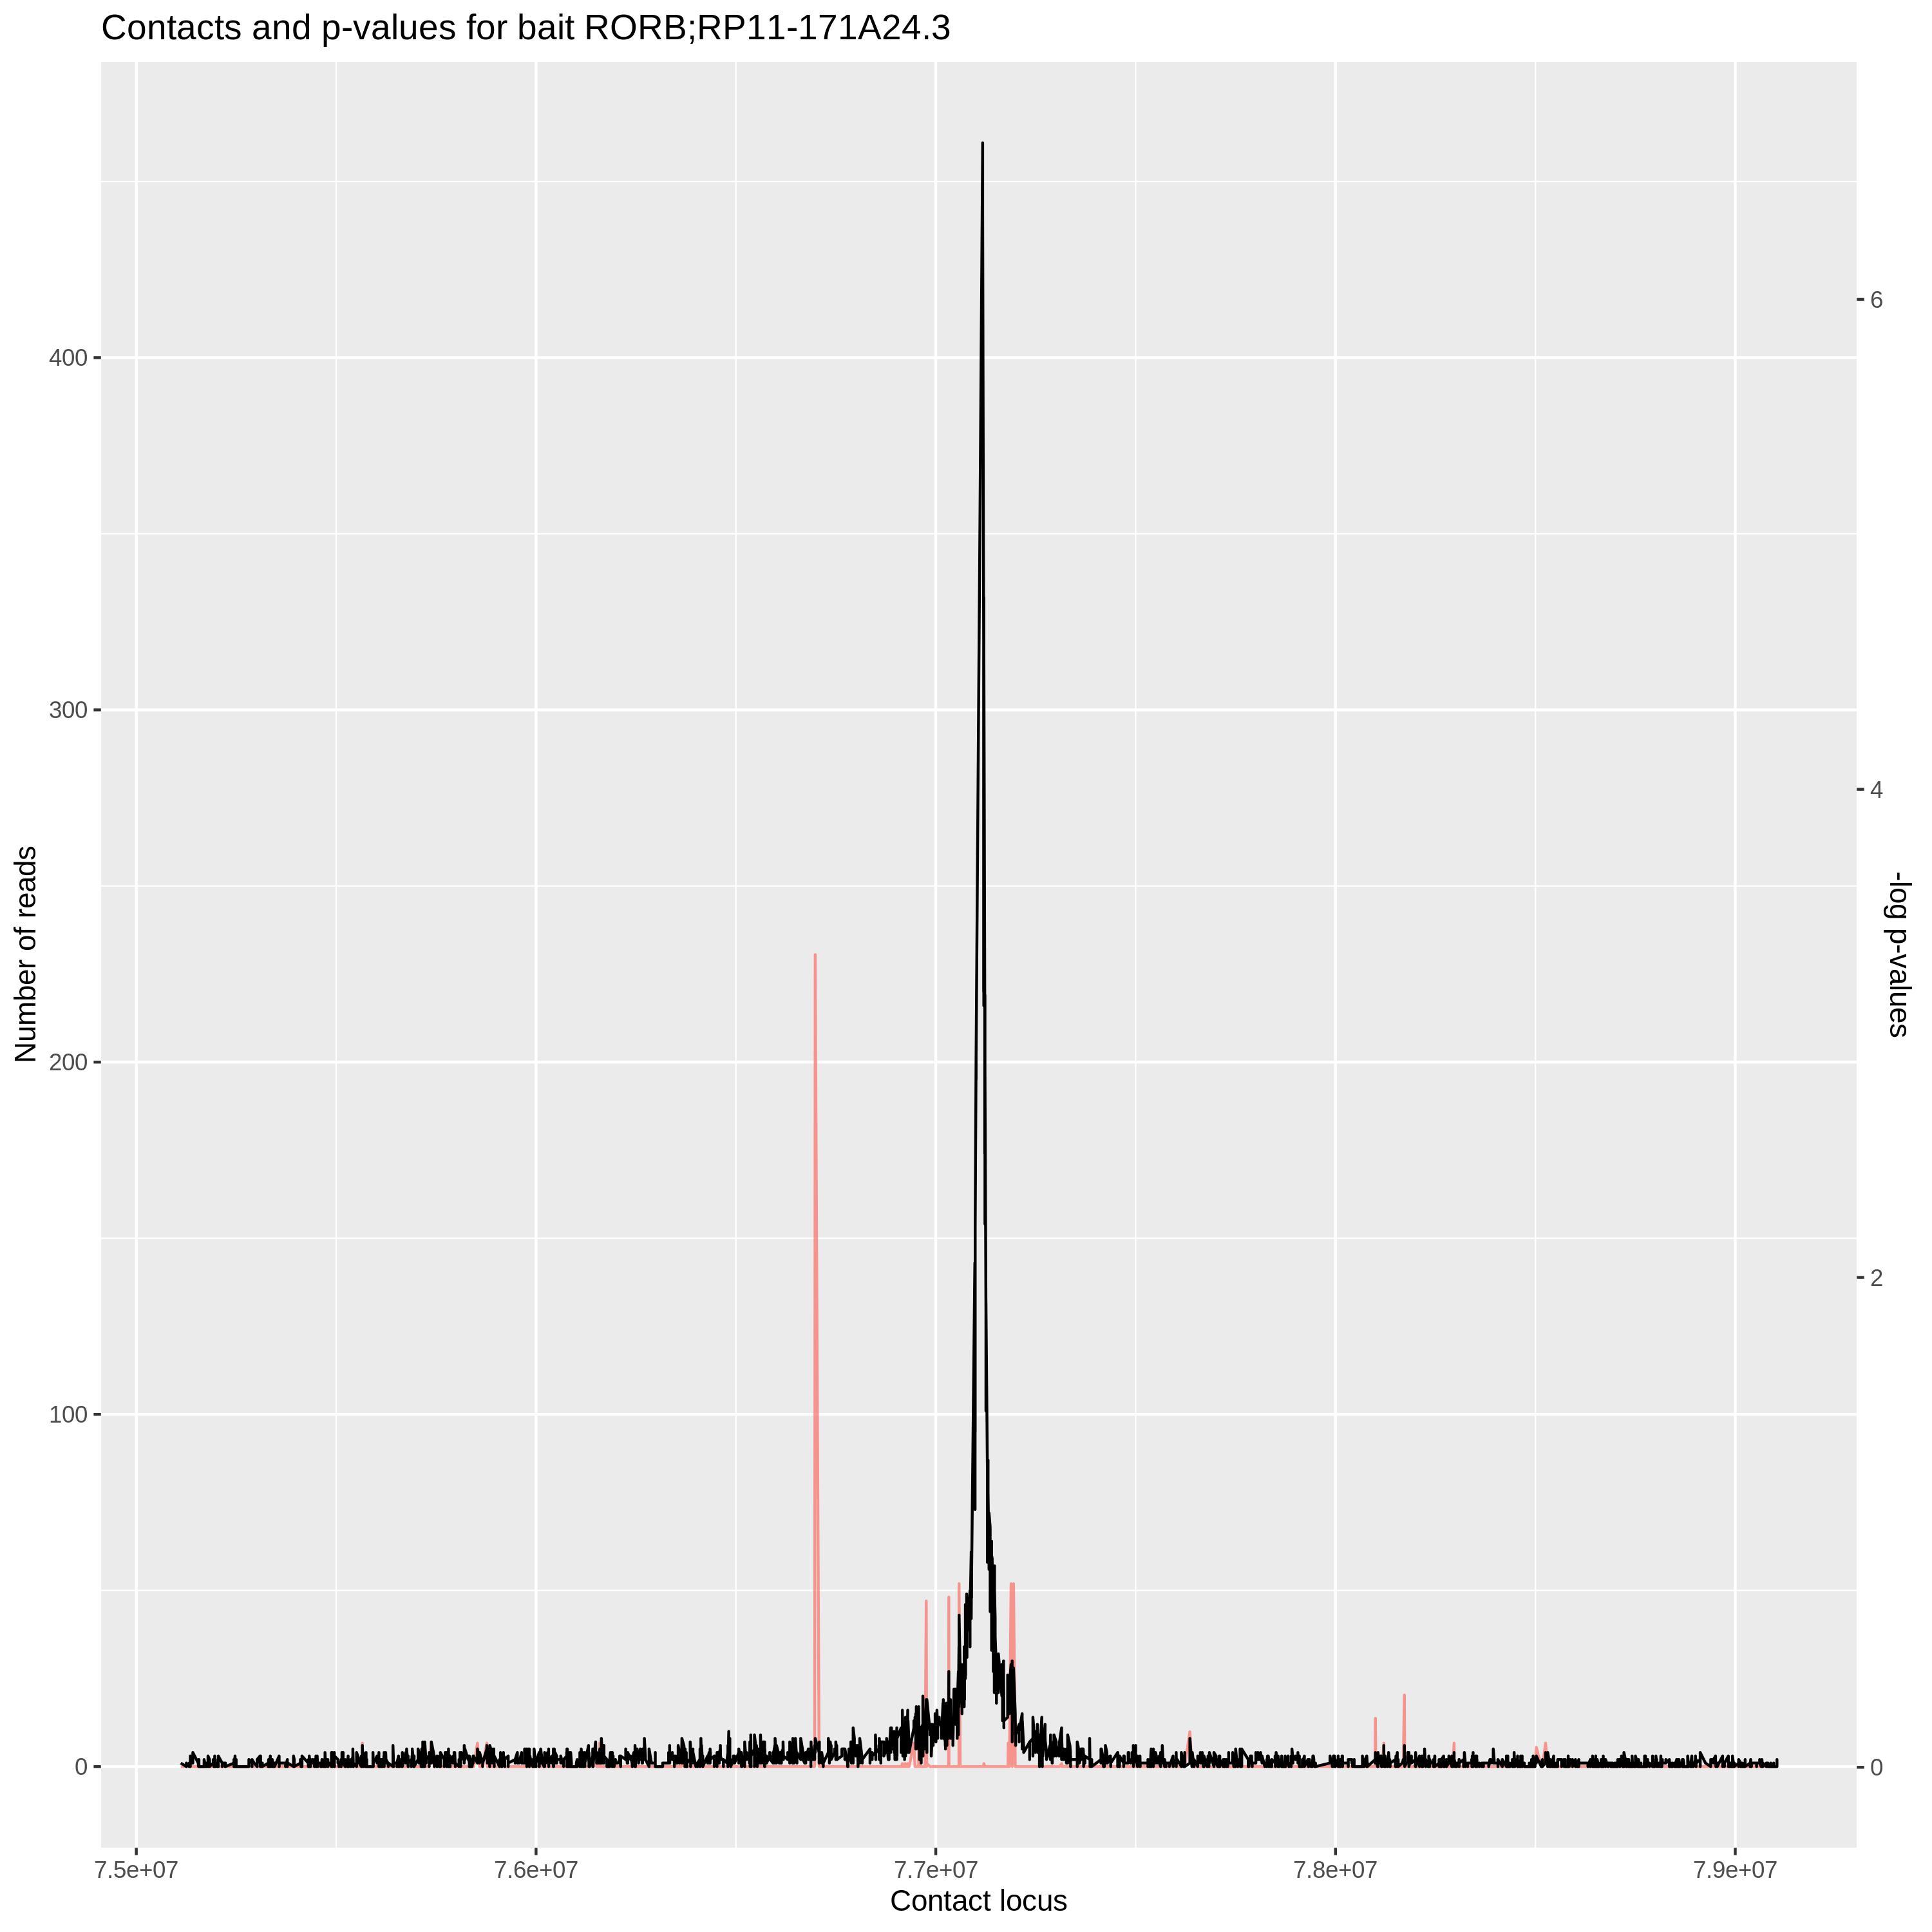 Contacts and p-values for bait RORB;RP11-171A24.3
Number of reads
400
300
200
100
0
6
4
2
0
-log p-values
7.5e+07 7.6e+07 7.7e+07 7.8e+07 7.9e+07
Contact locus